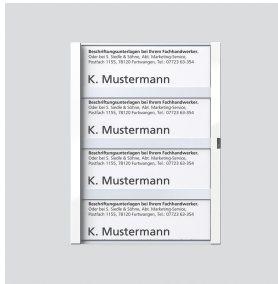 Beschriftungsunterlagen bei Ihrem Fachhandwerker.
Oder bei S. Siedle & Söhne, Abt. Marketing-Service,
Postfach 1155, 78120 Furtwangen, Tel.: 07723 63-354
K. Mustermann
Beschriftungsunterlagen bei Ihrem Fachhandwerker.
Oder bei S. Siedle & Söhne, Abt. Marketing-Service,
Postfach 1155, 78120 Furtwangen, Tel.: 07723 63-354
K. Mustermann
Beschriftungsunterlagen bei Ihrem Fachhandwerker.
Oder bei S. Siedle & Söhne, Abt. Marketing-Service,
Postfach 1155, 78120 Furtwangen, Tel.: 07723 63-354
K. Mustermann
Beschriftungsunterlagen bei Ihrem Fachhandwerker.
Oder bei S. Siedle & Söhne, Abt. Marketing-Service,
Postfach 1155, 78120 Furtwangen, Tel.: 07723 63-354
K. Mustermann